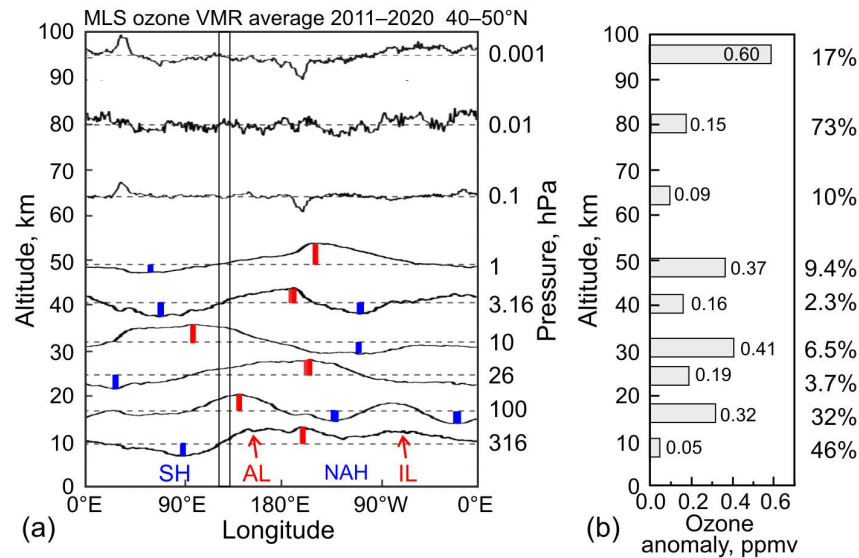 MLS ozone VMR average 2011–2020 40–50°N
(a)
Altitude, km
100
90
80
70
60
50
40
30
20
10
0
0°E
90°E
180°E
90°W
0°E
Longitude
Pressure, hPa
0.001
0.01
0.1
1
3.16
10
26
100
316
SH
AL
NAH
IL
(b)
Altitude, km
100
90
80
70
60
50
40
30
20
10
0
0.60
0.15
0.09
0.37
0.16
0.41
0.19
0.32
0.05
17%
73%
10%
9.4%
2.3%
6.5%
3.7%
32%
46%
0.0
0.2
0.4
0.6
Ozone
anomaly, ppmv